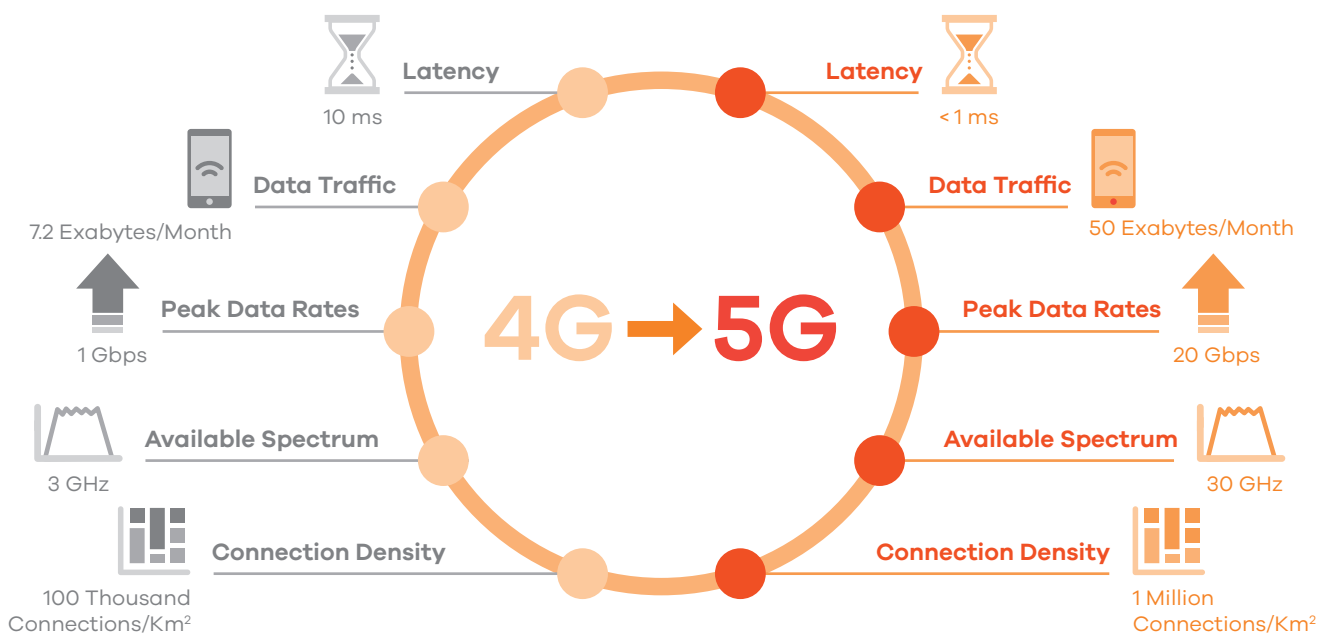 Latency
10 ms
Data Traffic
7.2 Exabytes/Month
Peak Data Rates
1 Gbps
Available Spectrum
3 GHz
Connection Density
100 Thousand
Connections/Km²
4G 5G
Latency
< 1 ms
Data Traffic
50 Exabytes/Month
Peak Data Rates
20 Gbps
Available Spectrum
30 GHz
Connection Density
1 Million
Connections/Km²